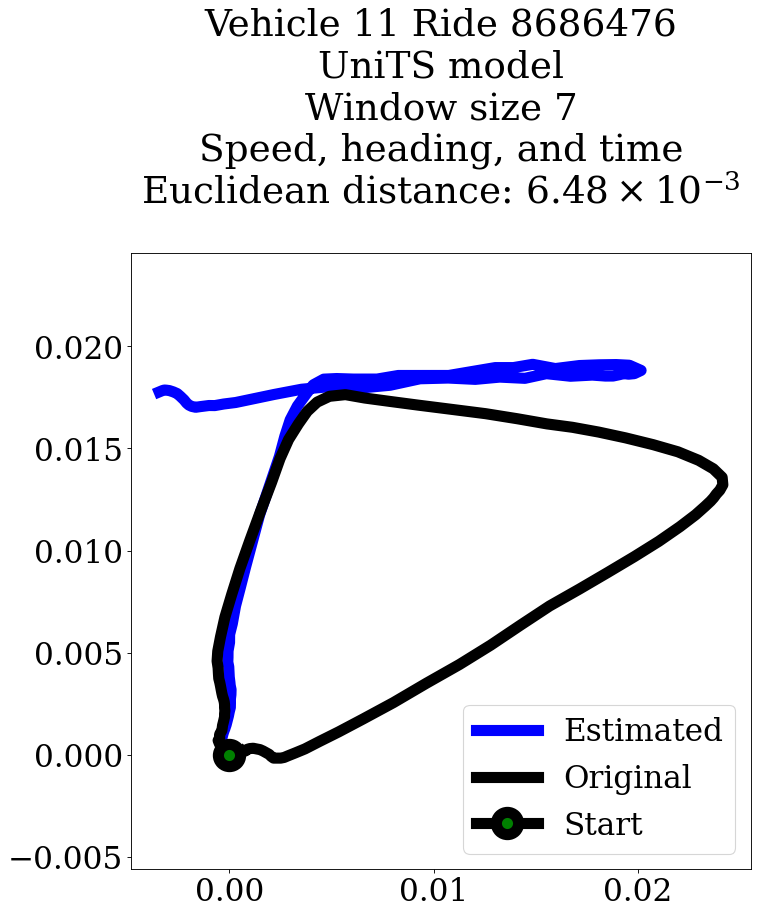 Vehicle 11 Ride 8686476
UniTS model
Window size 7
Speed, heading, and time
Euclidean distance: 6.48 × 10⁻³
0.020
0.015
0.010
0.005
0.000
−0.005
0.00 0.01 0.02
Estimated
Original
Start